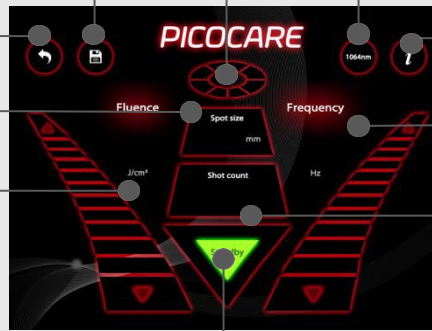 PICOCARE
1064nm
i
Fluence
Frequency
Spot size
mm
Shot count
J/cm²
Hz